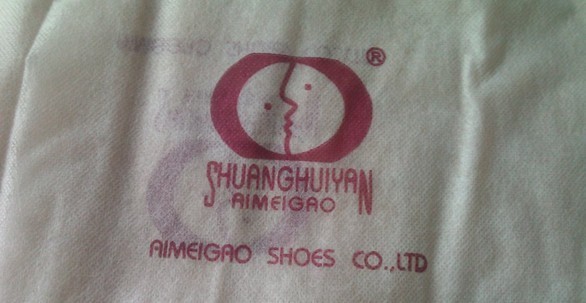 ®
SHUANGHUIYAN
AIMEIGAO
AIMEIGAO SHOES CO.,LTD